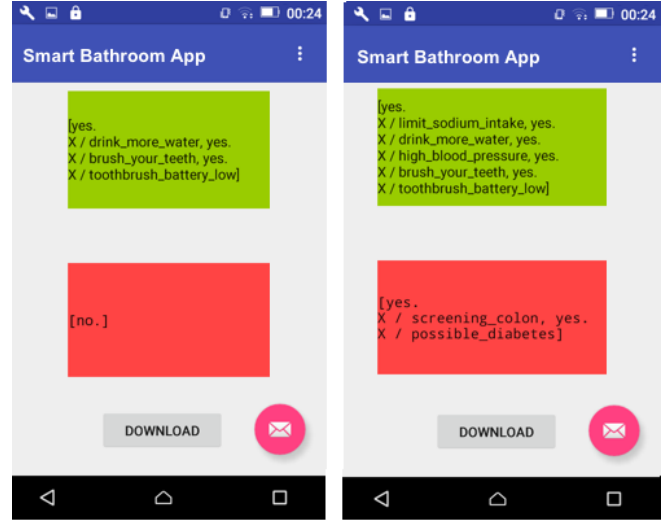 00:24
Smart Bathroom App
[yes.
X / drink_more_water, yes.
X / brush_your_teeth, yes.
X / toothbrush_battery_low]
[no.]
DOWNLOAD
00:24
Smart Bathroom App
[yes.
X / limit_sodium_intake, yes.
X / drink_more_water, yes.
X / high_blood_pressure, yes.
X / brush_your_teeth, yes.
X / toothbrush_battery_low]
[yes.
X / screening_colon, yes.
X / possible_diabetes]
DOWNLOAD